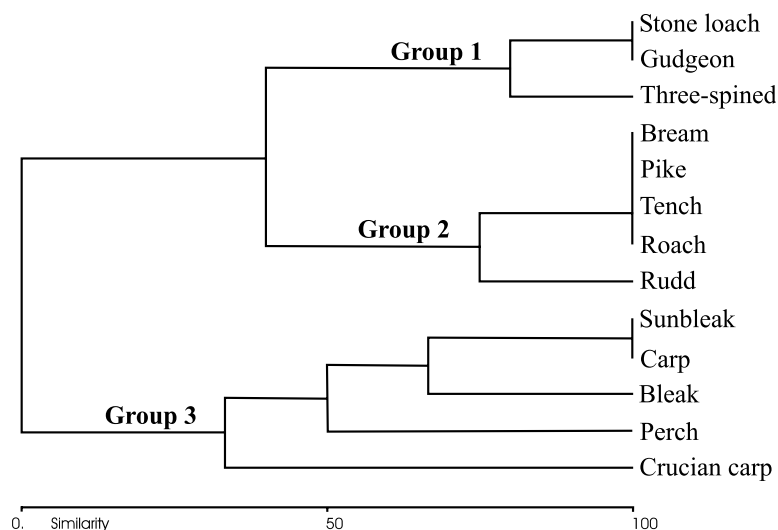 Stone loach
Group 1
Gudgeon
Three-spined
Bream
Pike
Tench
Group 2
Roach
Rudd
Sunbleak
Carp
Bleak
Group 3
Perch
Crucian carp
0. Similarity 50 100